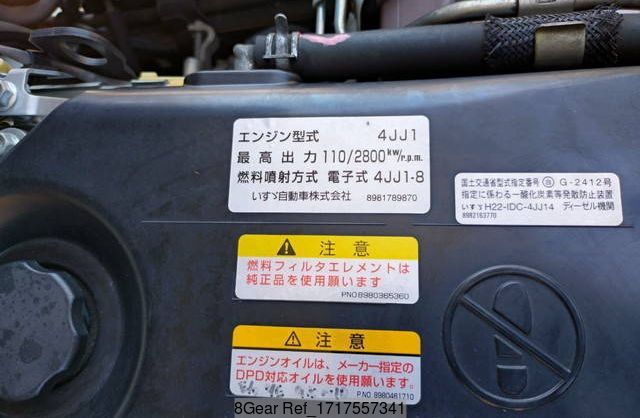 エンジン型式 4JJ1
最高出力 110/2800 kW/r.p.m.
燃料噴射方式 電子式 4JJ1-8
いすゞ自動車株式会社 8981789870
国土交通省型式指定番号 G-2412号
指定に係わる一酸化炭素等発散防止装置
いすゞH22-IDC-4JJ14 ディーゼル機関
8982163770
注意
燃料フィルタエレメントは
純正品を使用願います
PNO8980365360
注意
エンジンオイルは、メーカー指定の
DPD対応オイルを使用願います
P.NO 8980461710
8Gear Ref_1717557341